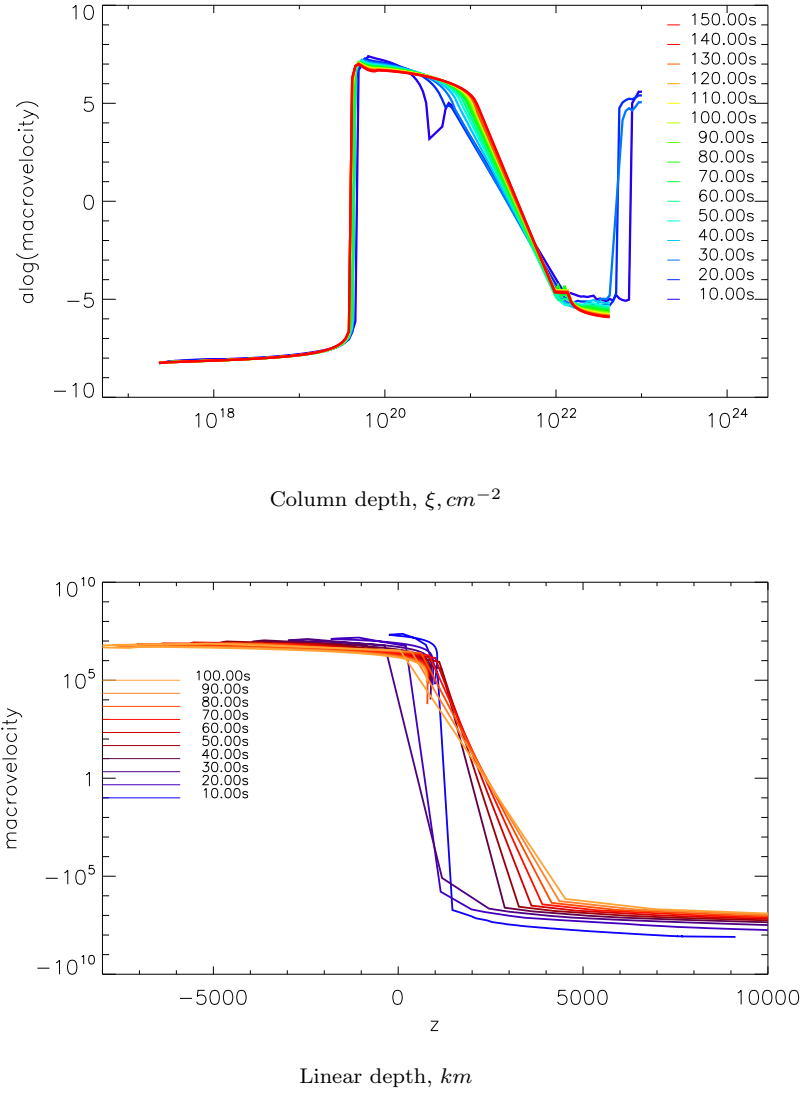 10
5
0
−5
−10
alog(macrovelocity)
150.00s
140.00s
130.00s
120.00s
110.00s
100.00s
90.00s
80.00s
70.00s
60.00s
50.00s
40.00s
30.00s
20.00s
10.00s
10^18 10^20 10^22 10^24
Column depth, ξ, cm^−2
10^10
10^5
1
−10^5
−10^10
macrovelocity
100.00s
90.00s
80.00s
70.00s
60.00s
50.00s
40.00s
30.00s
20.00s
10.00s
−5000 0 5000 10000
z
Linear depth, km